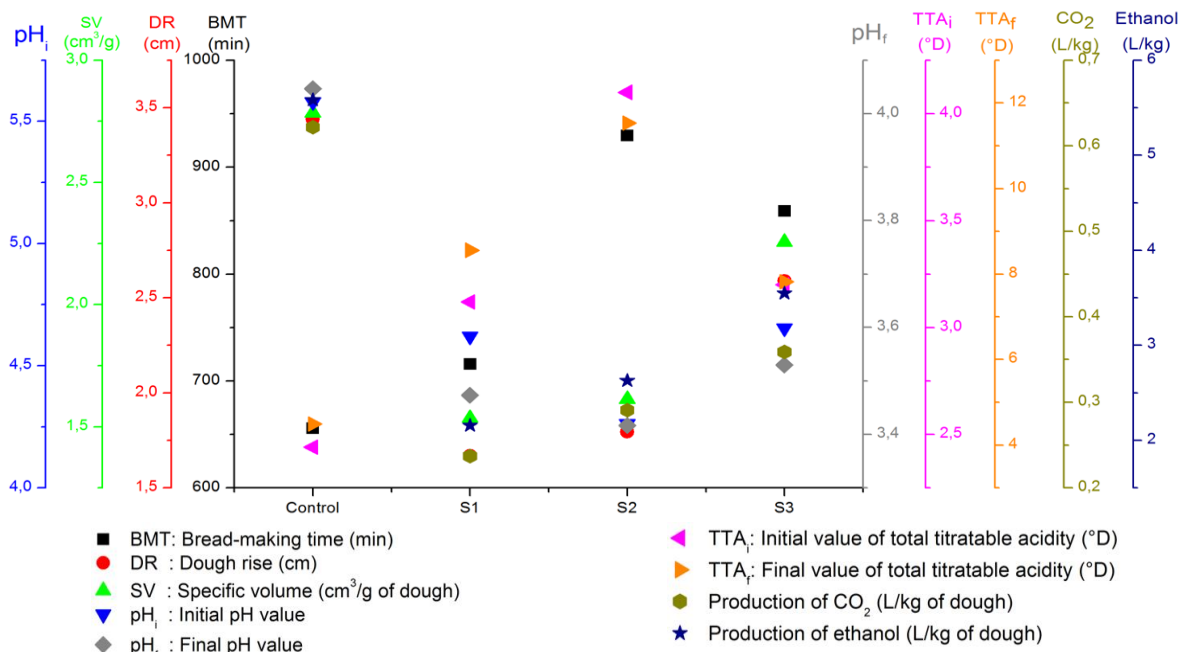 pHi
SV
(cm³/g)
DR
(cm)
BMT
(min)
pHf
TTAi
(°D)
TTAf
(°D)
CO2
(L/kg)
Ethanol
(L/kg)
5,5
5,0
4,5
4,0
3,0
2,5
2,0
1,5
3,5
3,0
2,5
2,0
1,5
1000
900
800
700
600
4,0
3,8
3,6
3,4
4,0
3,5
3,0
2,5
12
10
8
6
4
0,7
0,6
0,5
0,4
0,3
0,2
6
5
4
3
2
1
Control
S1
S2
S3
BMT: Bread-making time (min)
DR : Dough rise (cm)
SV : Specific volume (cm³/g of dough)
pHi : Initial pH value
pHf : Final pH value
TTAi: Initial value of total titratable acidity (°D)
TTAf: Final value of total titratable acidity (°D)
Production of CO2 (L/kg of dough)
Production of ethanol (L/kg of dough)